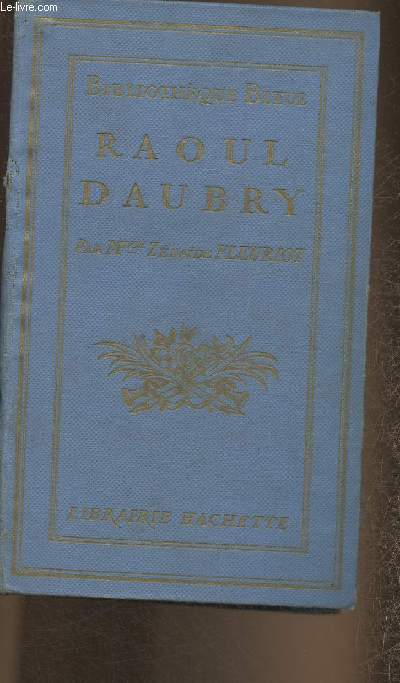 Le-livre.com
BIBLIOTHÈQUE BLEUE
RAOUL
DAUBRY
PAR Mlle ZÉNAÏDE FLEURIOT
LIBRAIRIE HACHETTE